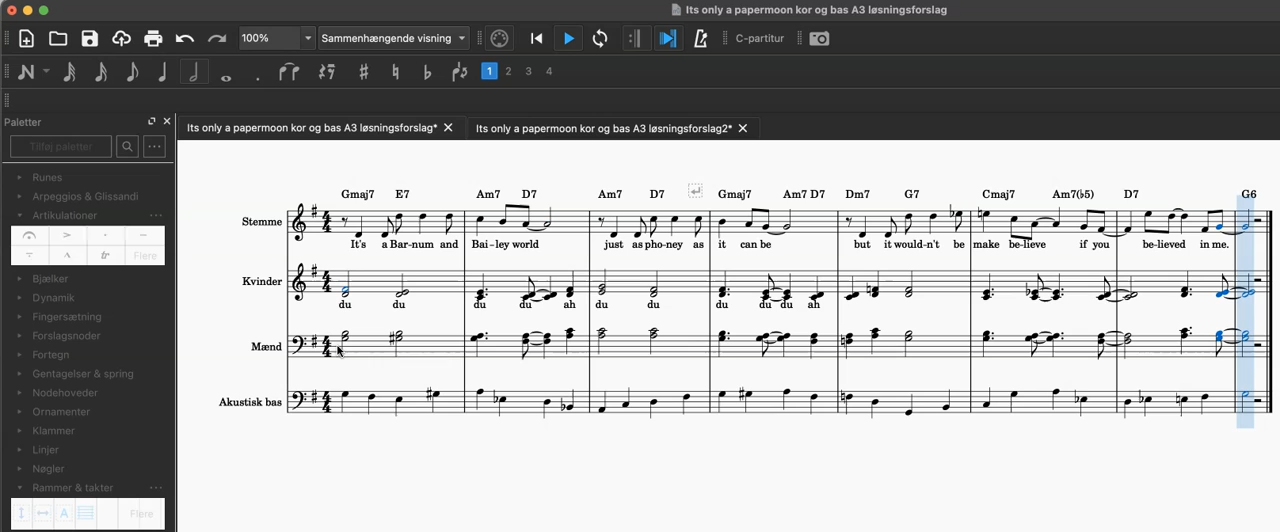 Its only a papermoon kor og bas A3 løsningsforslag
100% Sammenhængende visning C-partitur
1 2 3 4
Paletter
Its only a papermoon kor og bas A3 løsningsforslag* Its only a papermoon kor og bas A3 løsningsforslag2*
Tilføj paletter
Runes
Arpeggios & Glissandi
Artikulationer
tr Flere
Bjælker
Dynamik
Fingersætning
Forslagsnoder
Fortegn
Gentagelser & spring
Nodehoveder
Ornamenter
Klammer
Linjer
Nøgler
Rammer & takter
A Flere
Gmaj7 E7 Am7 D7 Am7 D7 Gmaj7 Am7 D7 Dm7 G7 Cmaj7 Am7(♭5) D7 G6
Stemme
It's a Bar-num and Bai-ley world just as pho-ney as it can be but it would-n't be make be-lieve if you be-lieved in me.
Kvinder
du du du du ah du du du du du ah
Mænd
Akustisk bas